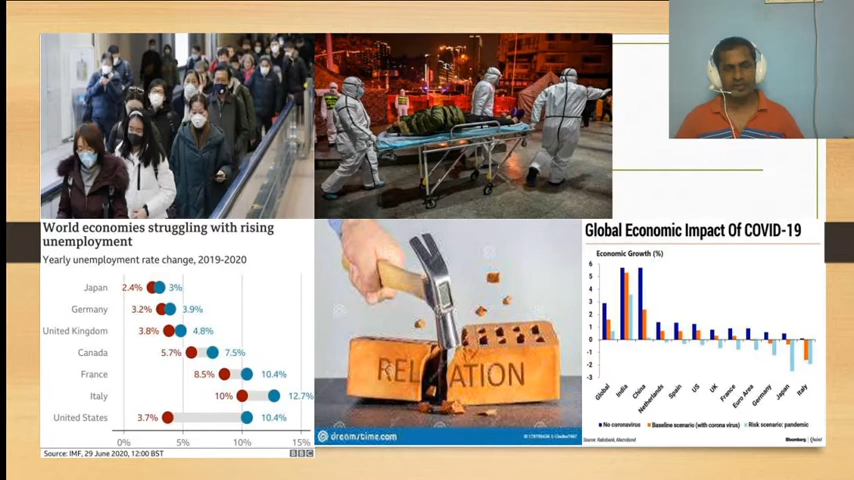 World economies struggling with rising
unemployment
Yearly unemployment rate change, 2019-2020
Japan 2.4% 3%
Germany 3.2% 3.9%
United Kingdom 3.8% 4.8%
Canada 5.7% 7.5%
France 8.5% 10.4%
Italy 10% 12.7%
United States 3.7% 10.4%
0% 5% 10% 15%
Source: IMF, 29 June 2020, 12:00 BST BBC
REL ATION
dreamstime.com
Global Economic Impact Of COVID-19
Economic Growth (%)
6
5
4
3
2
1
0
-1
-2
-3
Global India China Netherlands Spain US UK France Euro Area Germany Japan Italy
No coronavirus Baseline scenario (with corona virus) Risk scenario: pandemic
Source: Rabobank, Macrobond Bloomberg | Quint